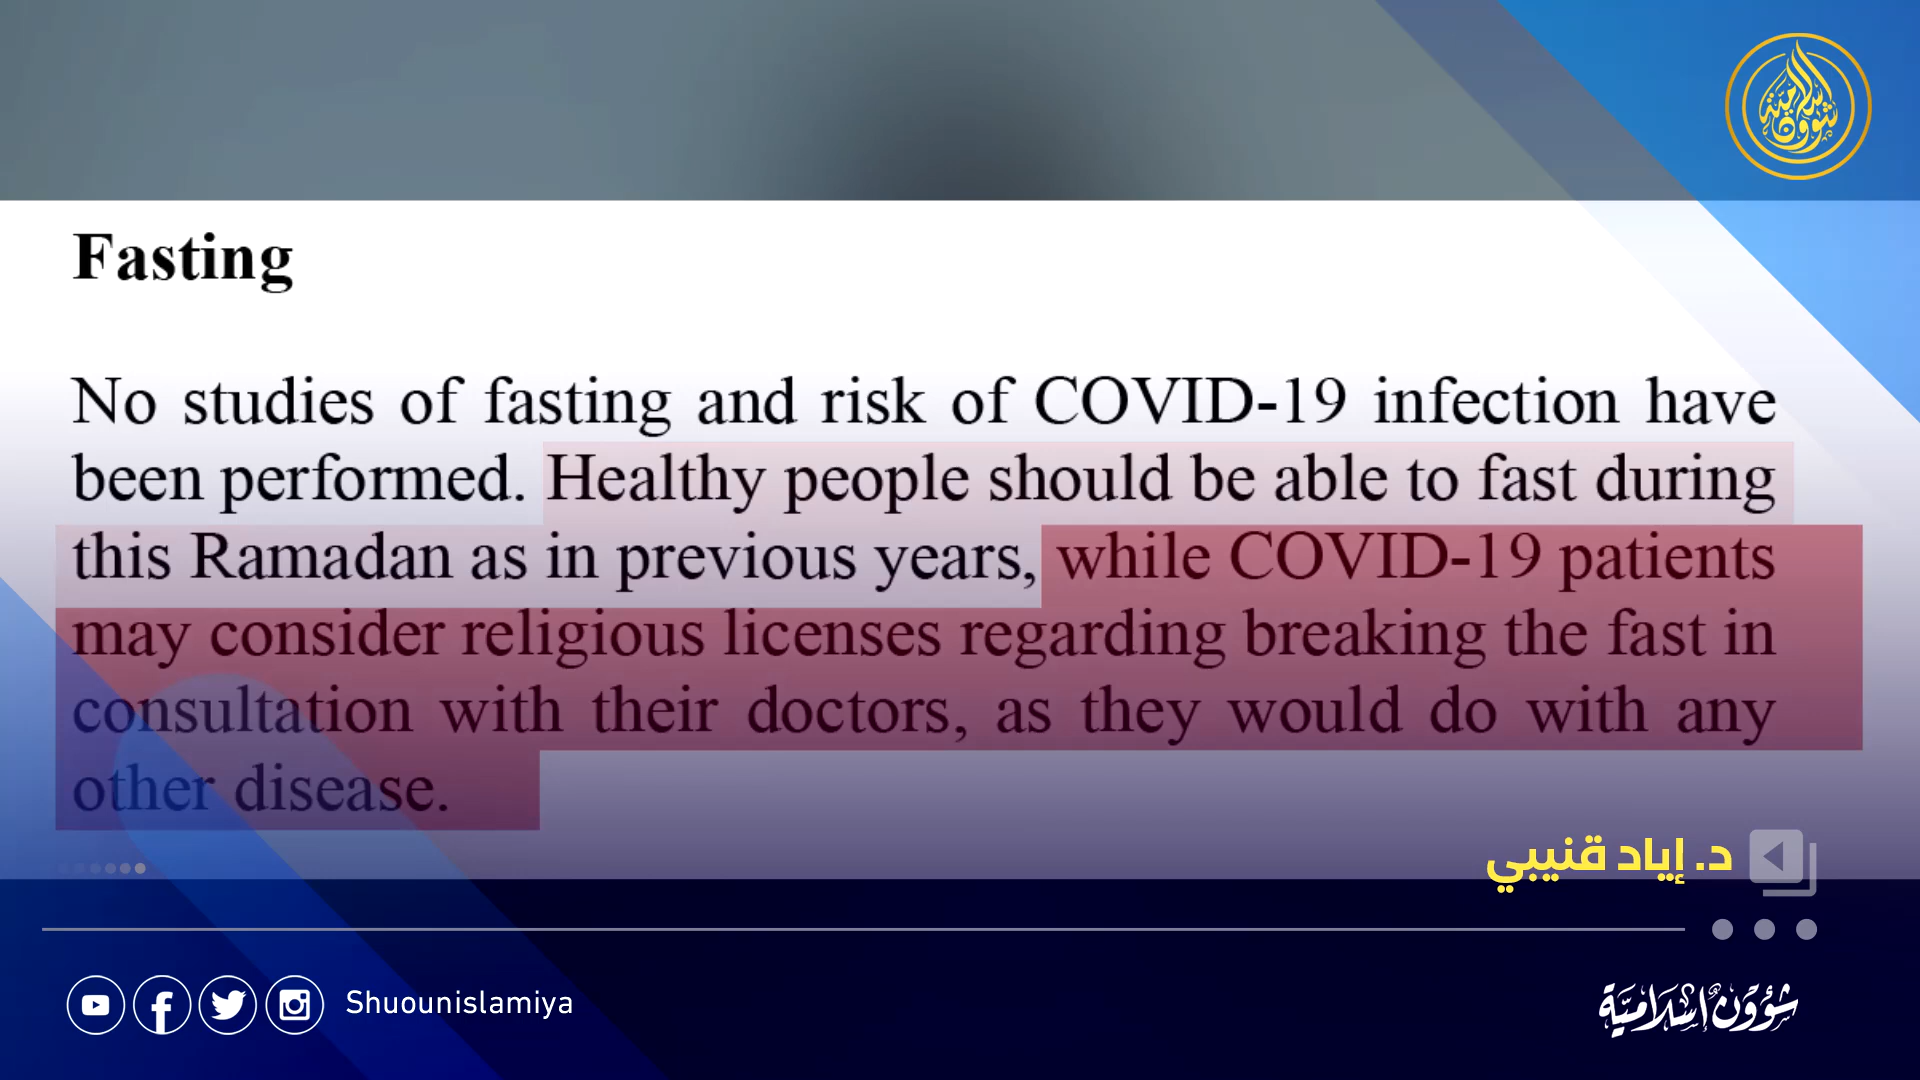 شؤون إسلامية
Fasting
No studies of fasting and risk of COVID-19 infection have
been performed. Healthy people should be able to fast during
this Ramadan as in previous years, while COVID-19 patients
may consider religious licenses regarding breaking the fast in
consultation with their doctors, as they would do with any
other disease.
د. إياد قنيبي
Shuounislamiya
شؤون إسلامية